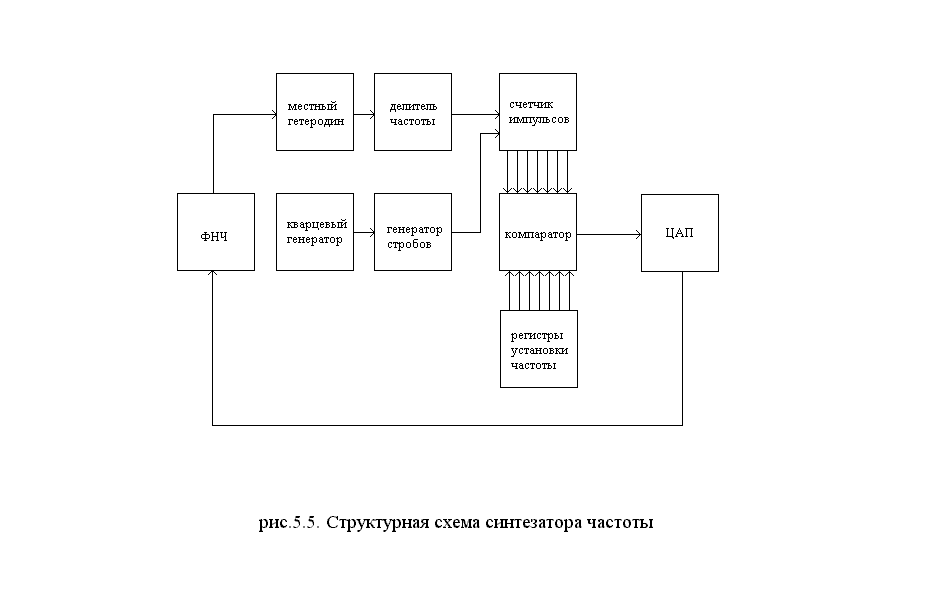 местный
гетеродин
делитель
частоты
счетчик
импульсов
ФНЧ
кварцевый
генератор
генератор
стробов
компаратор
ЦАП
регистры
установки
частоты
рис.5.5. Структурная схема синтезатора частоты